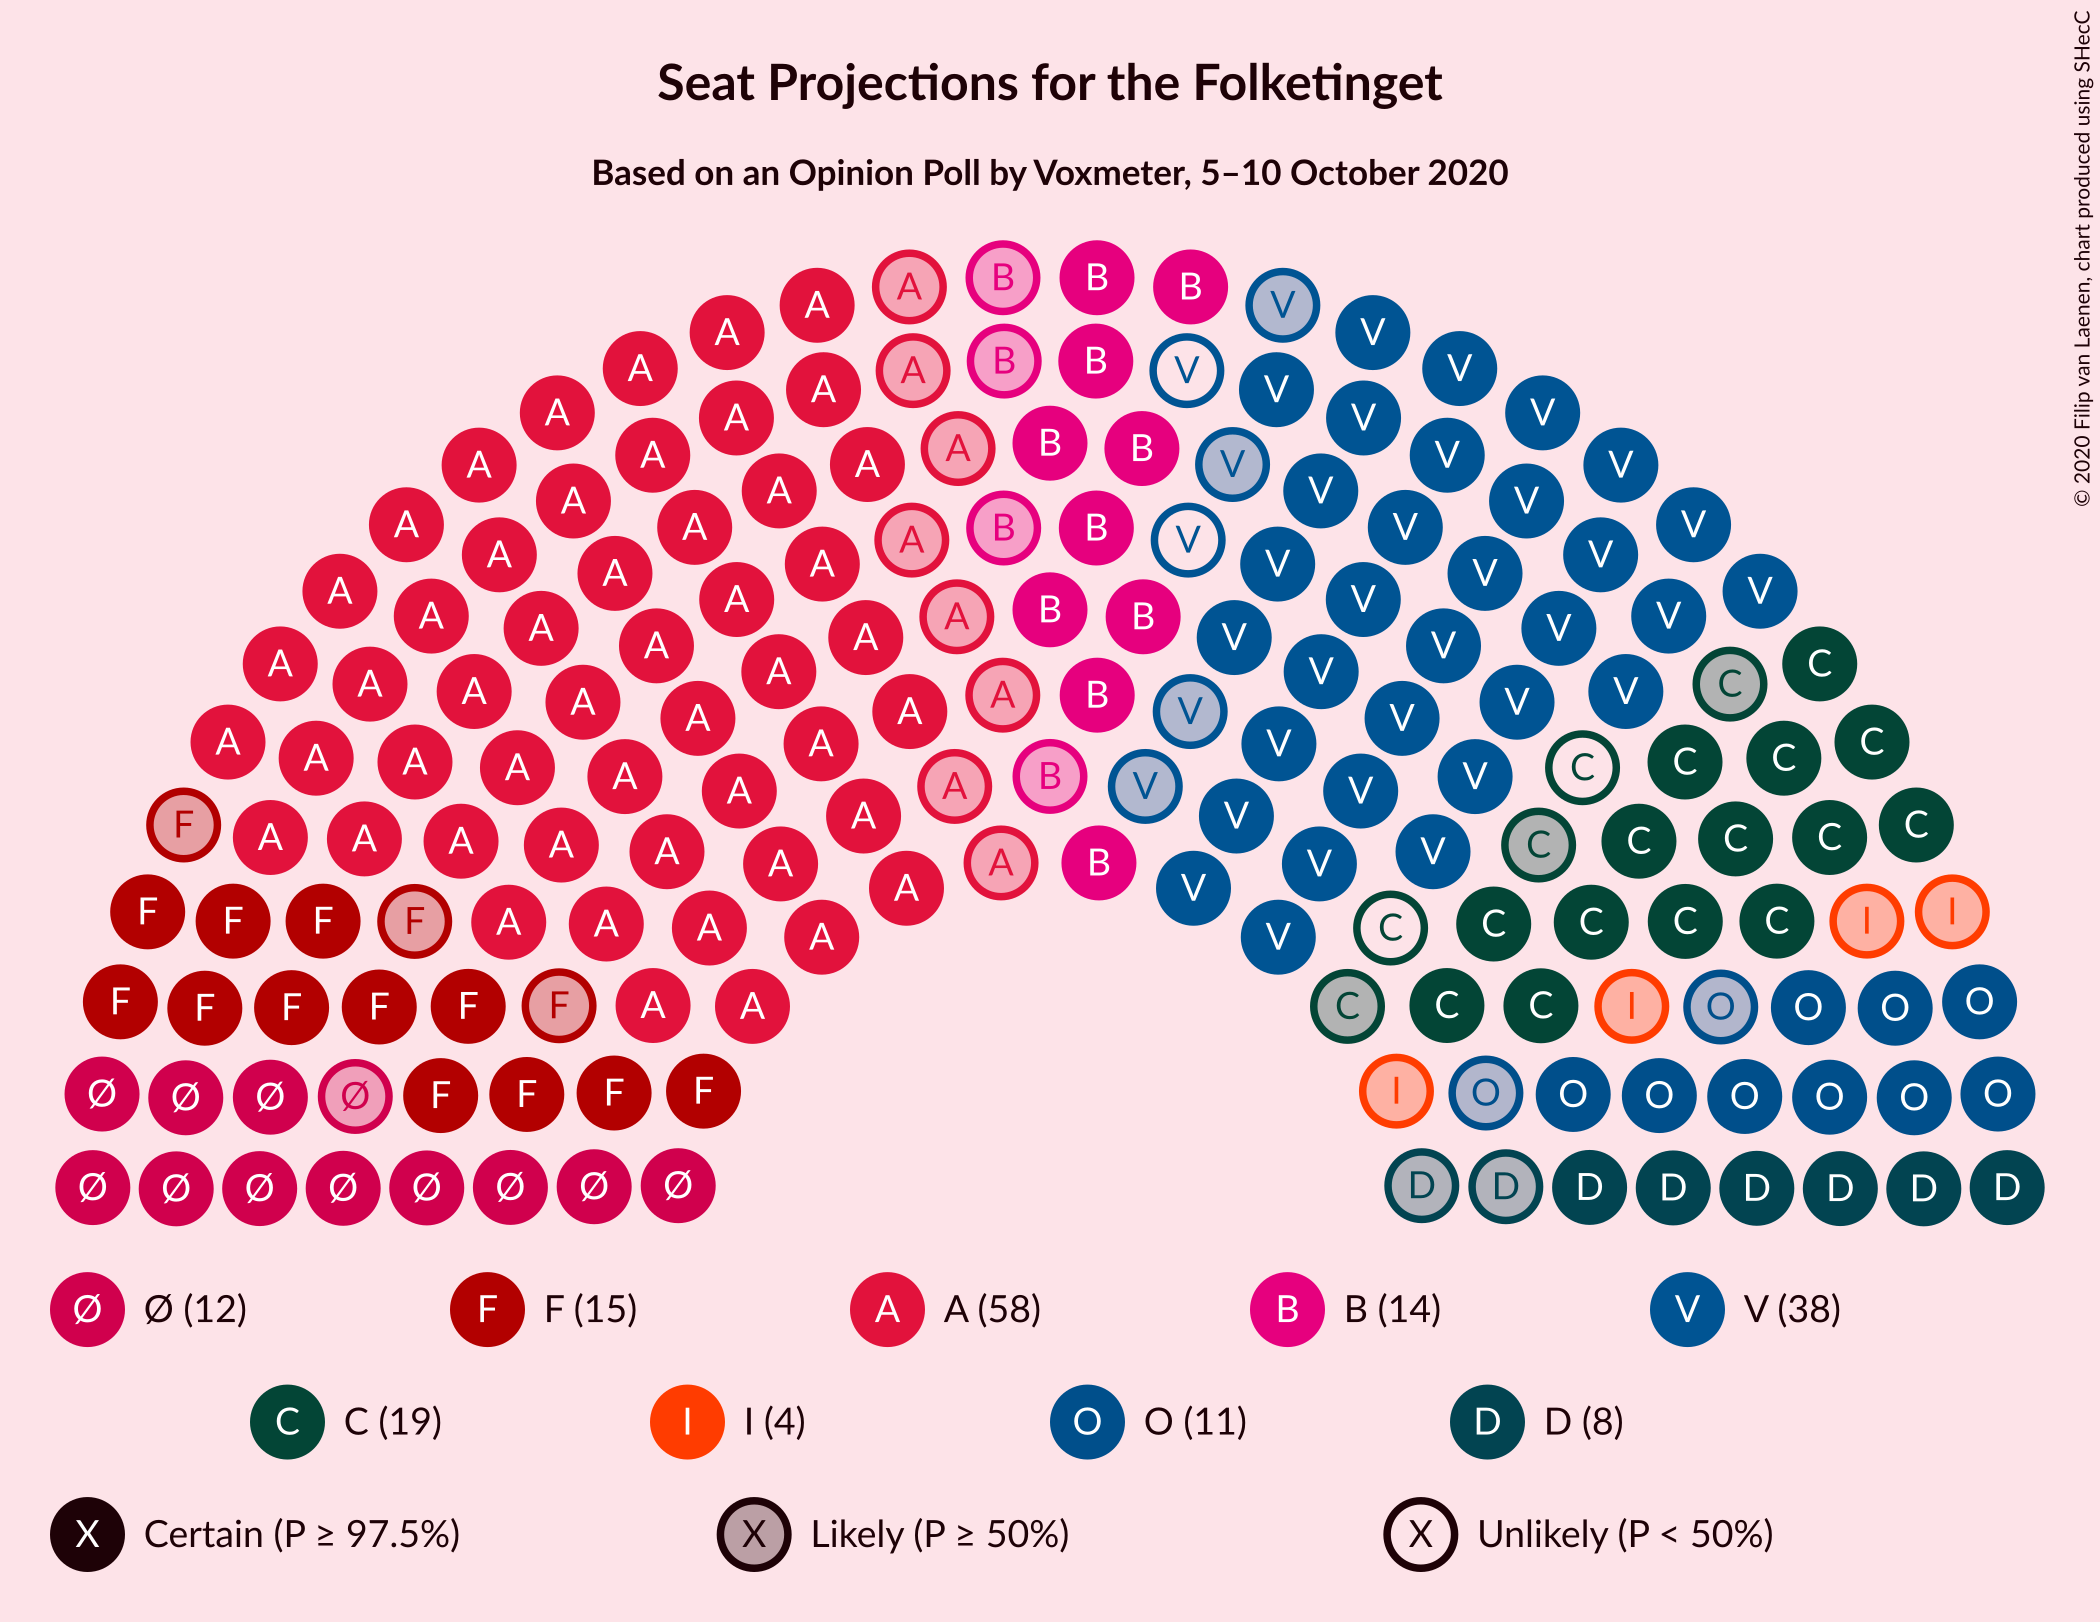 © 2020 Filip van Laenen, chart produced using SHecC
Seat Projections for the Folketinget
Based on an Opinion Poll by Voxmeter, 5–10 October 2020
A A B B B V
A A A B B V V V
A A A V V V
A A A A B B V V V
A A A A B B V V V V
A A A A V V V V
A A A A A A B B V V V V V
A A A A A A A A A B V V V V V V C C
A A A A A A A A B V V V V C C C C
F A A A A A A A A B V V V C C C C C
F F F F A A A A A V V C C C C C I I
F F F F F F A A C C C I O O O O
Ø Ø Ø Ø F F F F I O O O O O O O
Ø Ø Ø Ø Ø Ø Ø Ø D D D D D D D D
Ø Ø (12) F F (15) A A (58) B B (14) V V (38)
C C (19) I I (4) O O (11) D D (8)
X Certain (P ≥ 97.5%) X Likely (P ≥ 50%) X Unlikely (P < 50%)